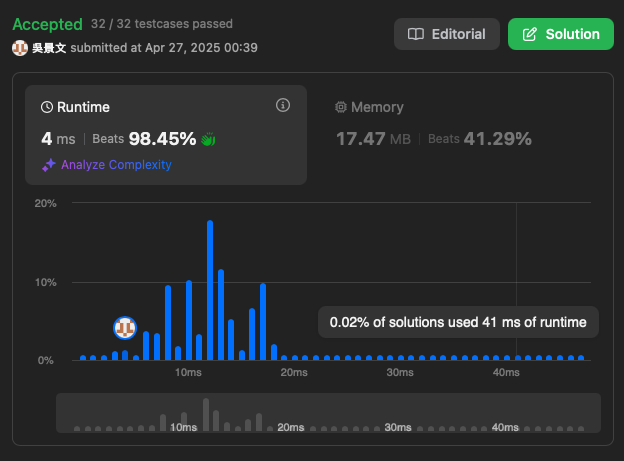 Accepted 32 / 32 testcases passed
吳景文 submitted at Apr 27, 2025 00:39
Editorial
Solution
Runtime
4 ms | Beats 98.45%
Analyze Complexity
Memory
17.47 MB | Beats 41.29%
20%
10%
0%
0.02% of solutions used 41 ms of runtime
10ms 20ms 30ms 40ms
10ms 20ms 30ms 40ms